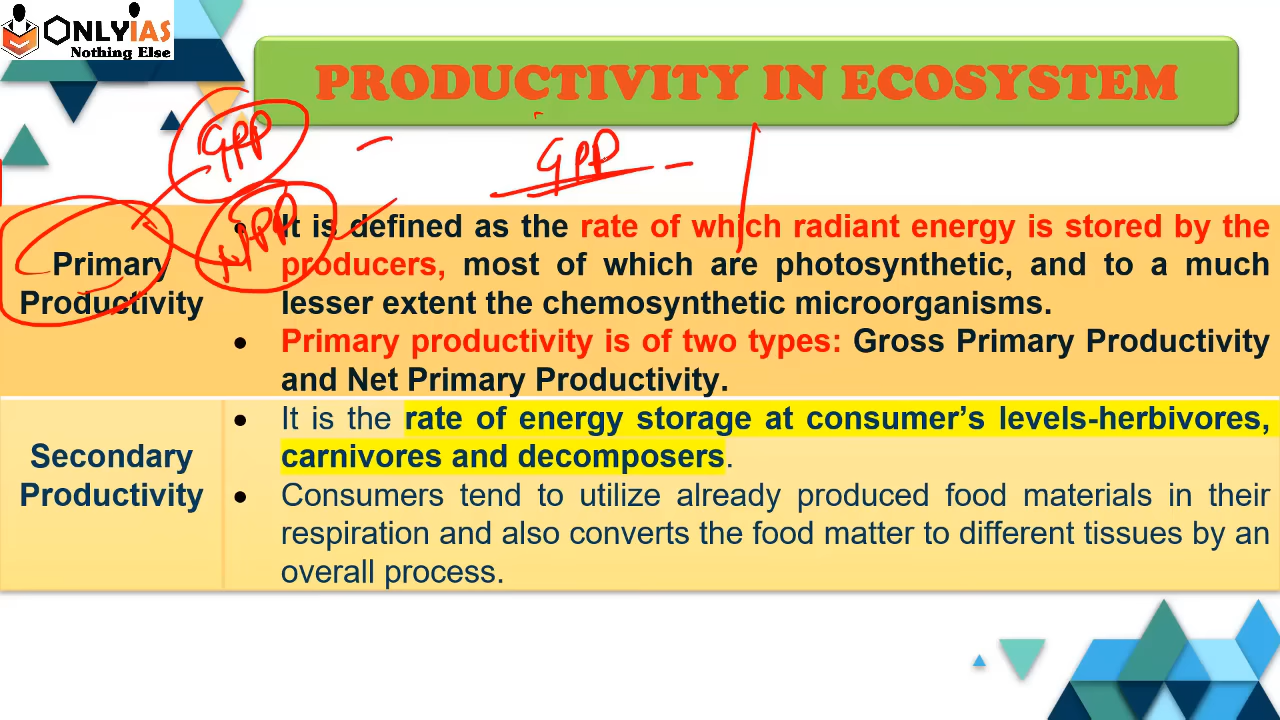 ONLYIAS
Nothing Else
PRODUCTIVITY IN ECOSYSTEM
GPP
GPP
NPP
Primary
Productivity
• It is defined as the rate of which radiant energy is stored by the
producers, most of which are photosynthetic, and to a much
lesser extent the chemosynthetic microorganisms.
• Primary productivity is of two types: Gross Primary Productivity
and Net Primary Productivity.
Secondary
Productivity
• It is the rate of energy storage at consumer’s levels-herbivores,
carnivores and decomposers.
• Consumers tend to utilize already produced food materials in their
respiration and also converts the food matter to different tissues by an
overall process.